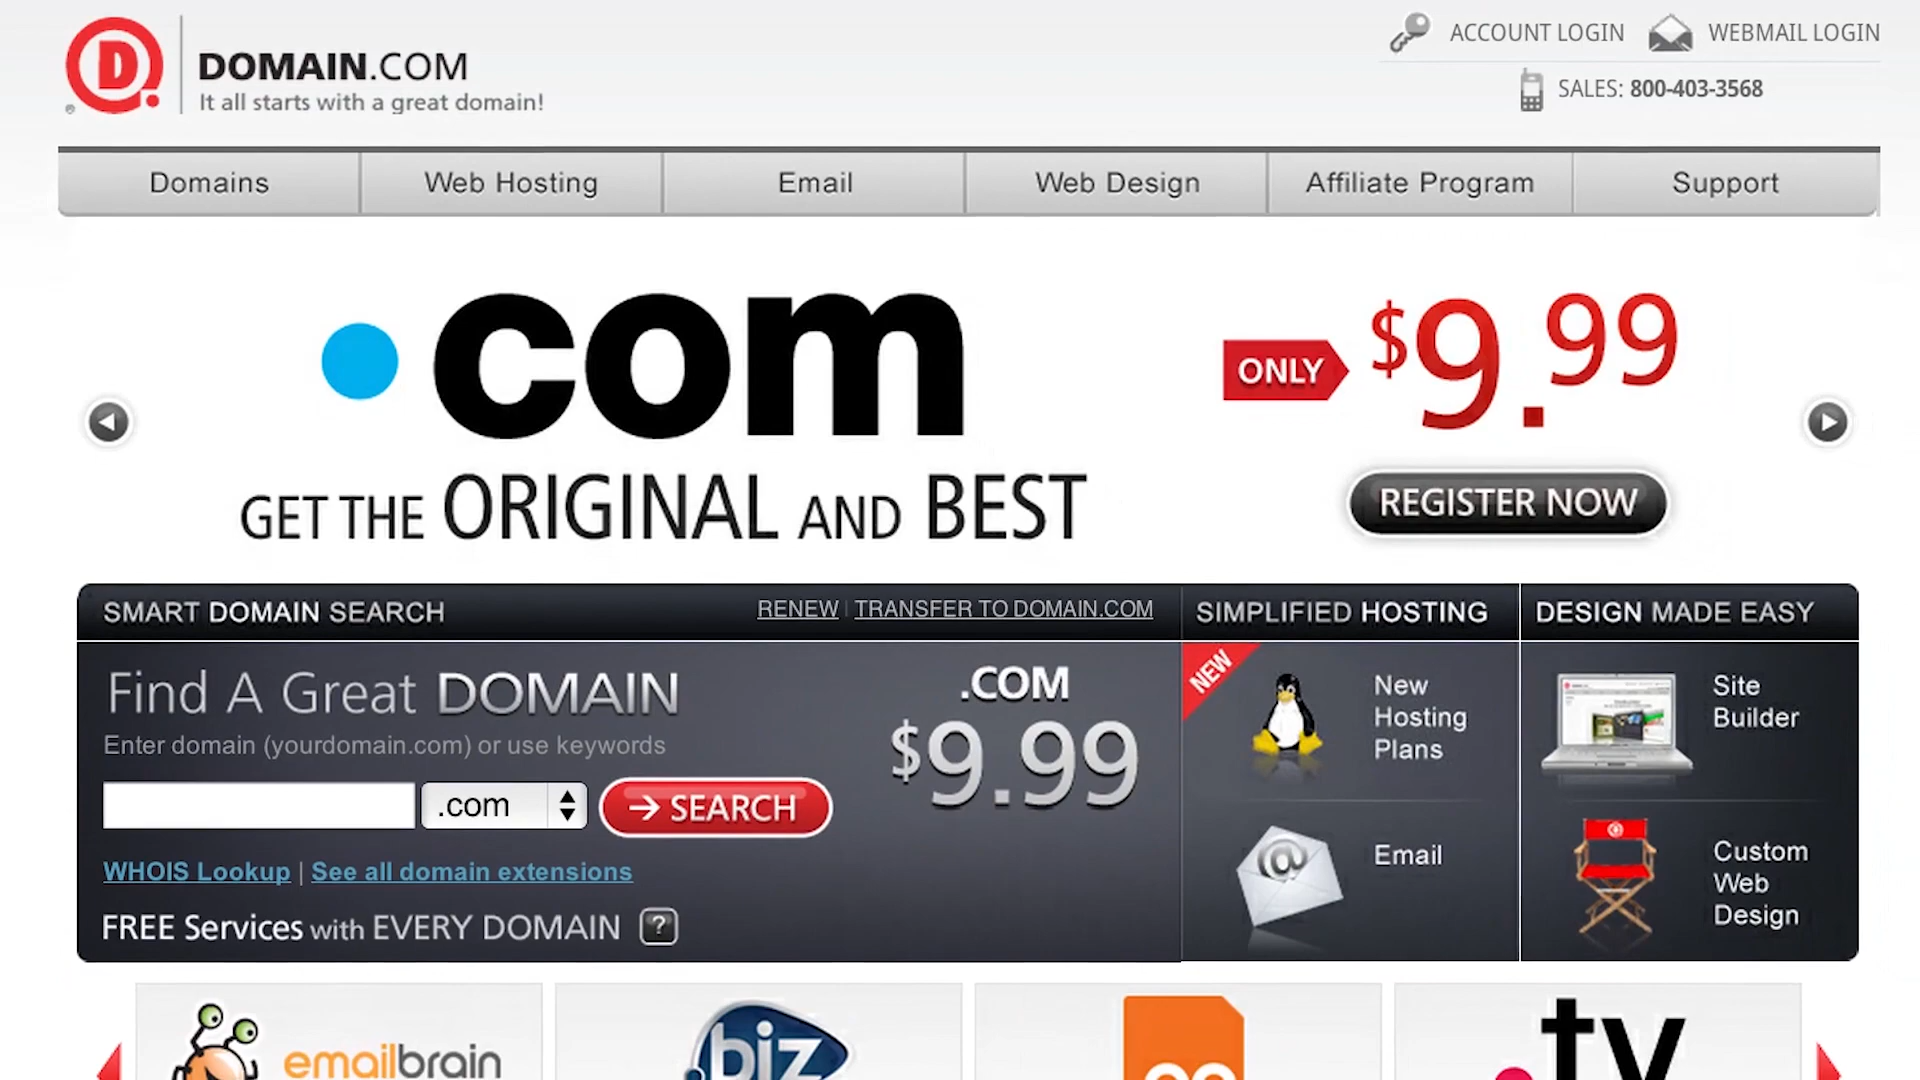 D
DOMAIN.COM
It all starts with a great domain!
ACCOUNT LOGIN
WEBMAIL LOGIN
SALES: 800-403-3568
Domains
Web Hosting
Email
Web Design
Affiliate Program
Support
.com
GET THE ORIGINAL AND BEST
ONLY
$9.99
REGISTER NOW
SMART DOMAIN SEARCH
RENEW | TRANSFER TO DOMAIN.COM
Find A Great DOMAIN
Enter domain (yourdomain.com) or use keywords
.com
→ SEARCH
.COM
$9.99
WHOIS Lookup | See all domain extensions
FREE Services with EVERY DOMAIN ?
SIMPLIFIED HOSTING
NEW
New
Hosting
Plans
@
Email
DESIGN MADE EASY
Site
Builder
Custom
Web
Design
emailbrain
biz
.tv